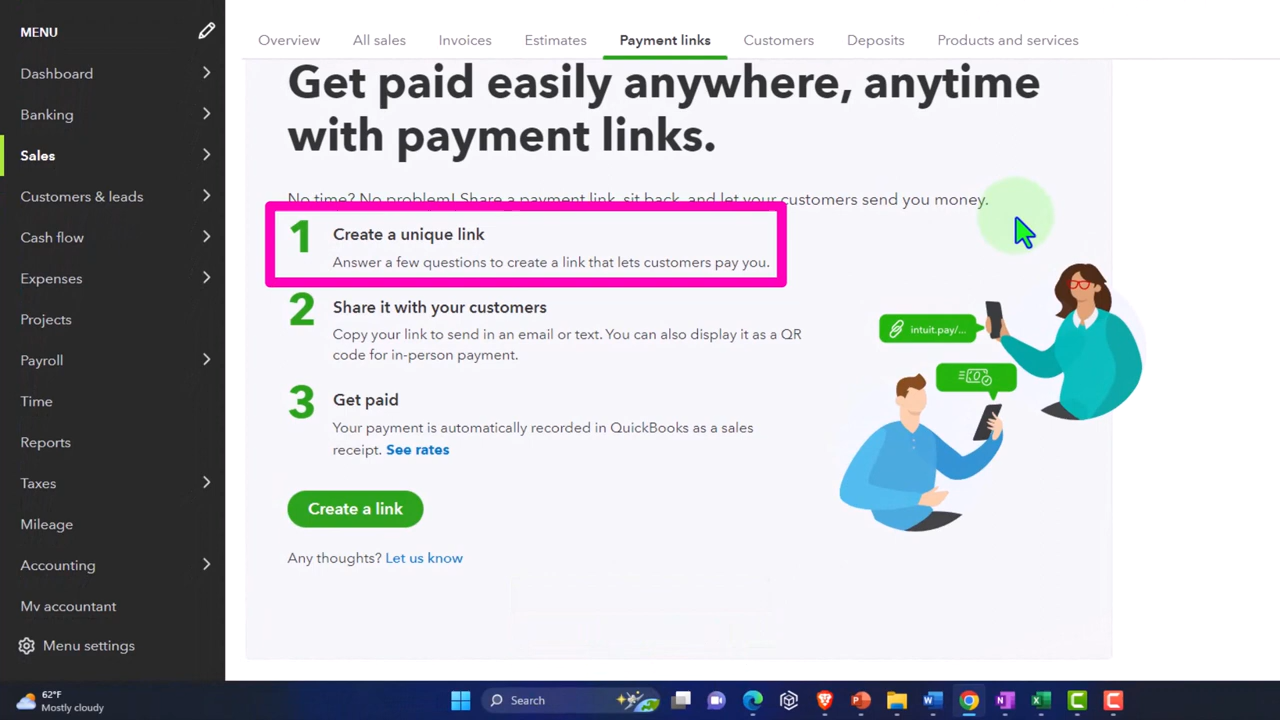 MENU
Dashboard
Banking
Sales
Customers & leads
Cash flow
Expenses
Projects
Payroll
Time
Reports
Taxes
Mileage
Accounting
My accountant
Menu settings
Overview All sales Invoices Estimates Payment links Customers Deposits Products and services
Get paid easily anywhere, anytime
with payment links.
No time? No problem! Share a payment link, sit back, and let your customers send you money.
1 Create a unique link
Answer a few questions to create a link that lets customers pay you.
2 Share it with your customers
Copy your link to send in an email or text. You can also display it as a QR
code for in-person payment.
3 Get paid
Your payment is automatically recorded in QuickBooks as a sales
receipt. See rates
Create a link
Any thoughts? Let us know
intuit.pay/...
62°F
Mostly cloudy
Search